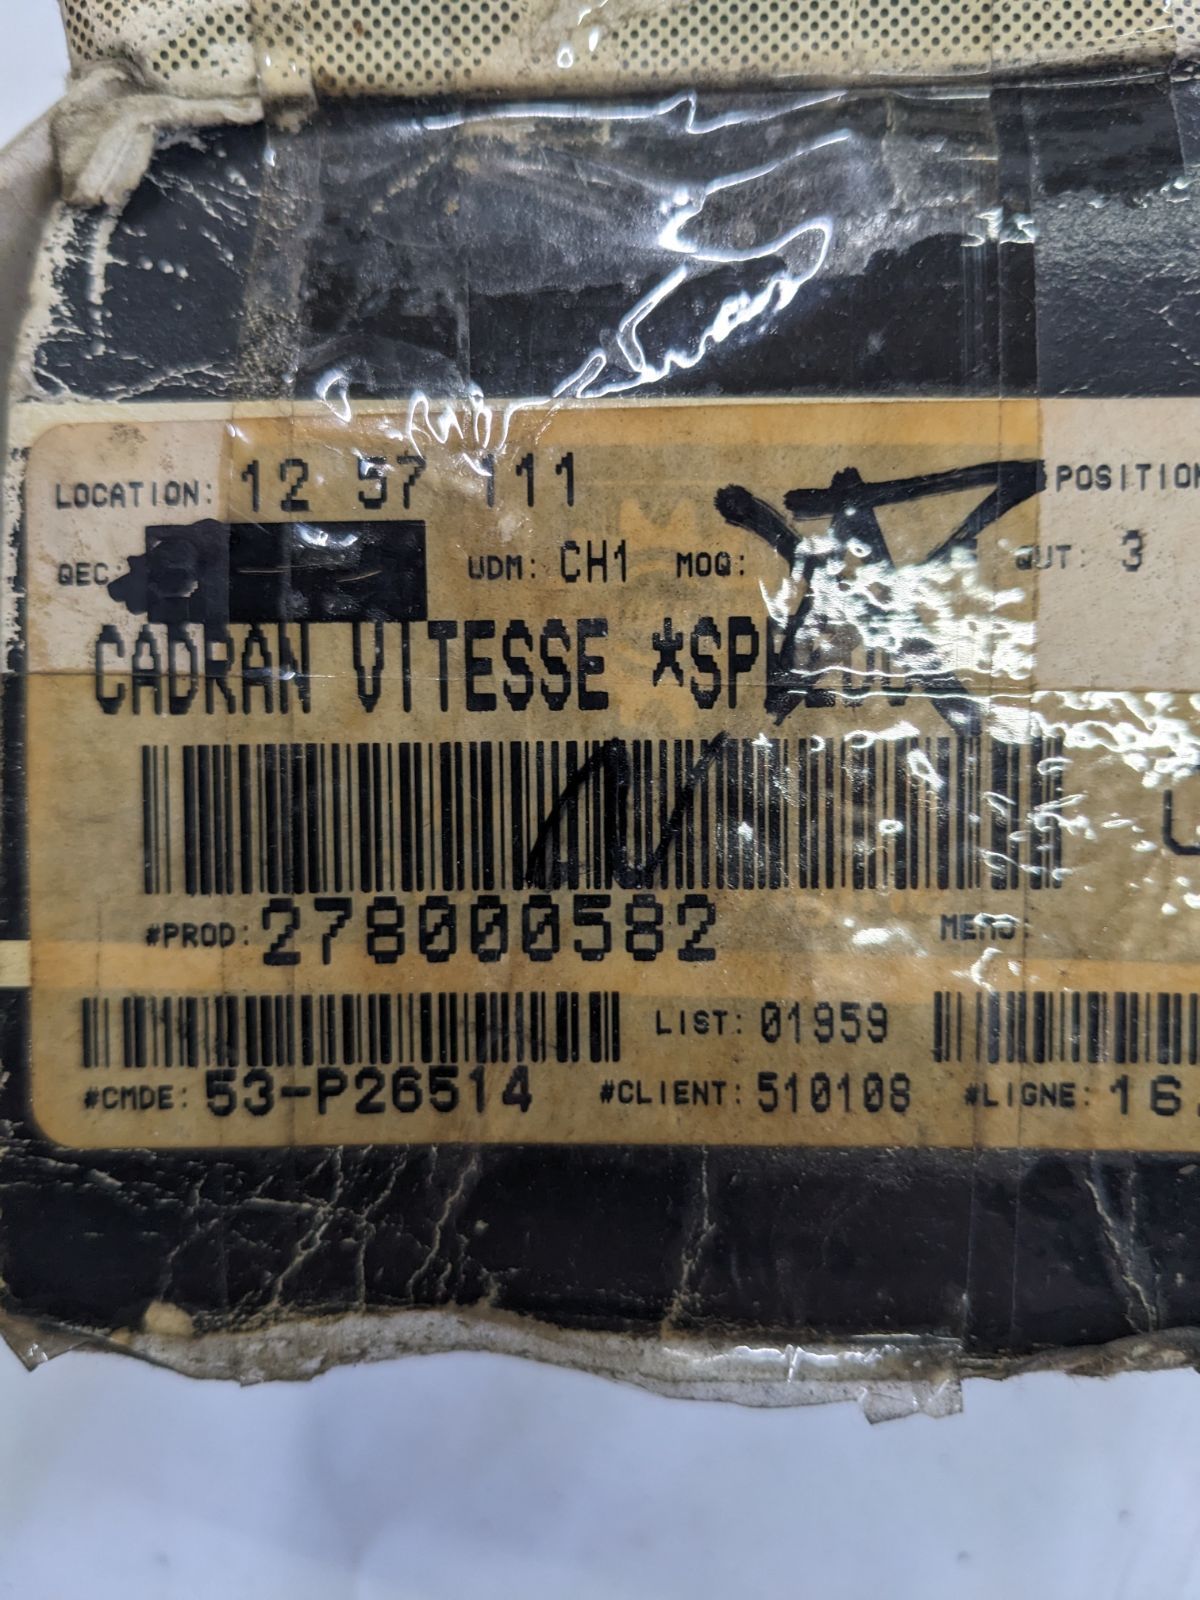 LOCATION: 12 57 111 POSITION
QEC: UDM: CH1 MOQ: QUT: 3
CADRAN VITESSE
#PROD: 278000582 MEMO:
LIST: 01959
#CMDE: 53-P26514 #CLIENT: 510108 #LIGNE: 16